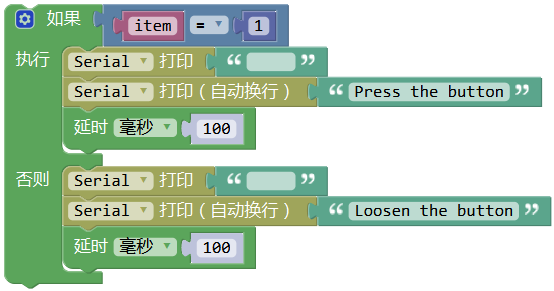 如果 item = 1
执行 Serial 打印 “ ”
Serial 打印（自动换行） “ Press the button ”
延时 毫秒 100
否则 Serial 打印 “ ”
Serial 打印（自动换行） “ Loosen the button ”
延时 毫秒 100